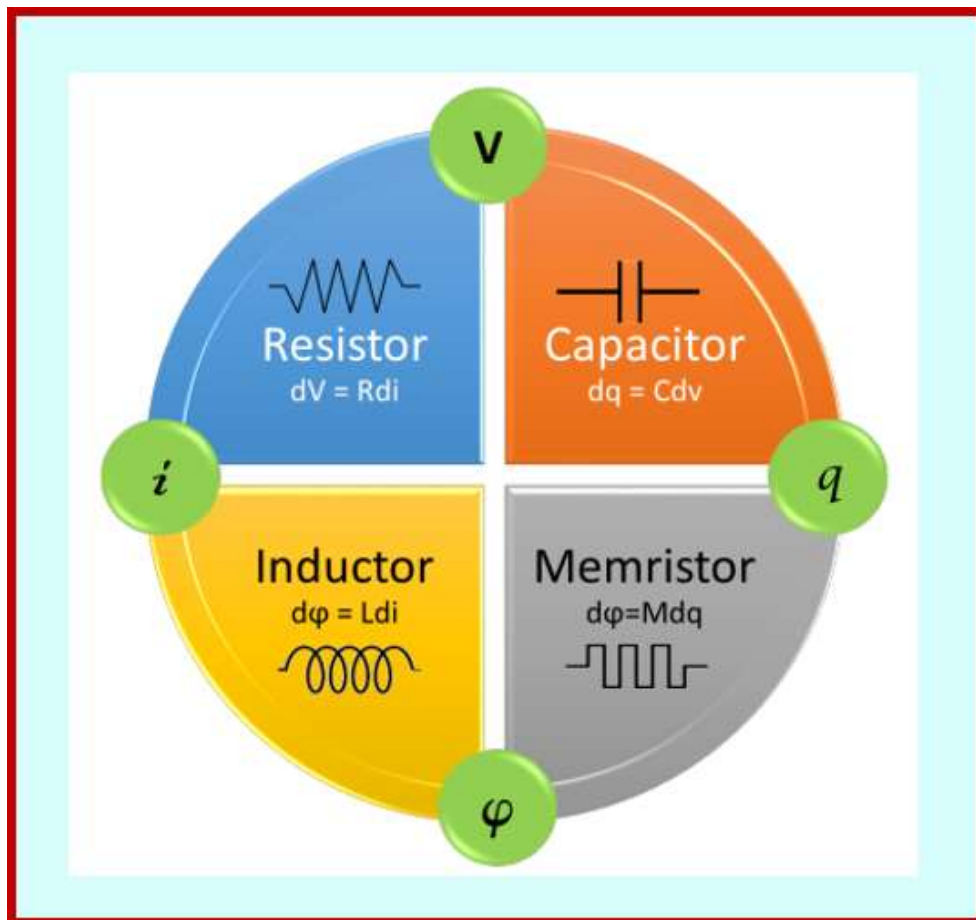 V
Resistor
dV = Rdi
Capacitor
dq = Cdv
i
q
Inductor
dφ = Ldi
Memristor
dφ=Mdq
φ